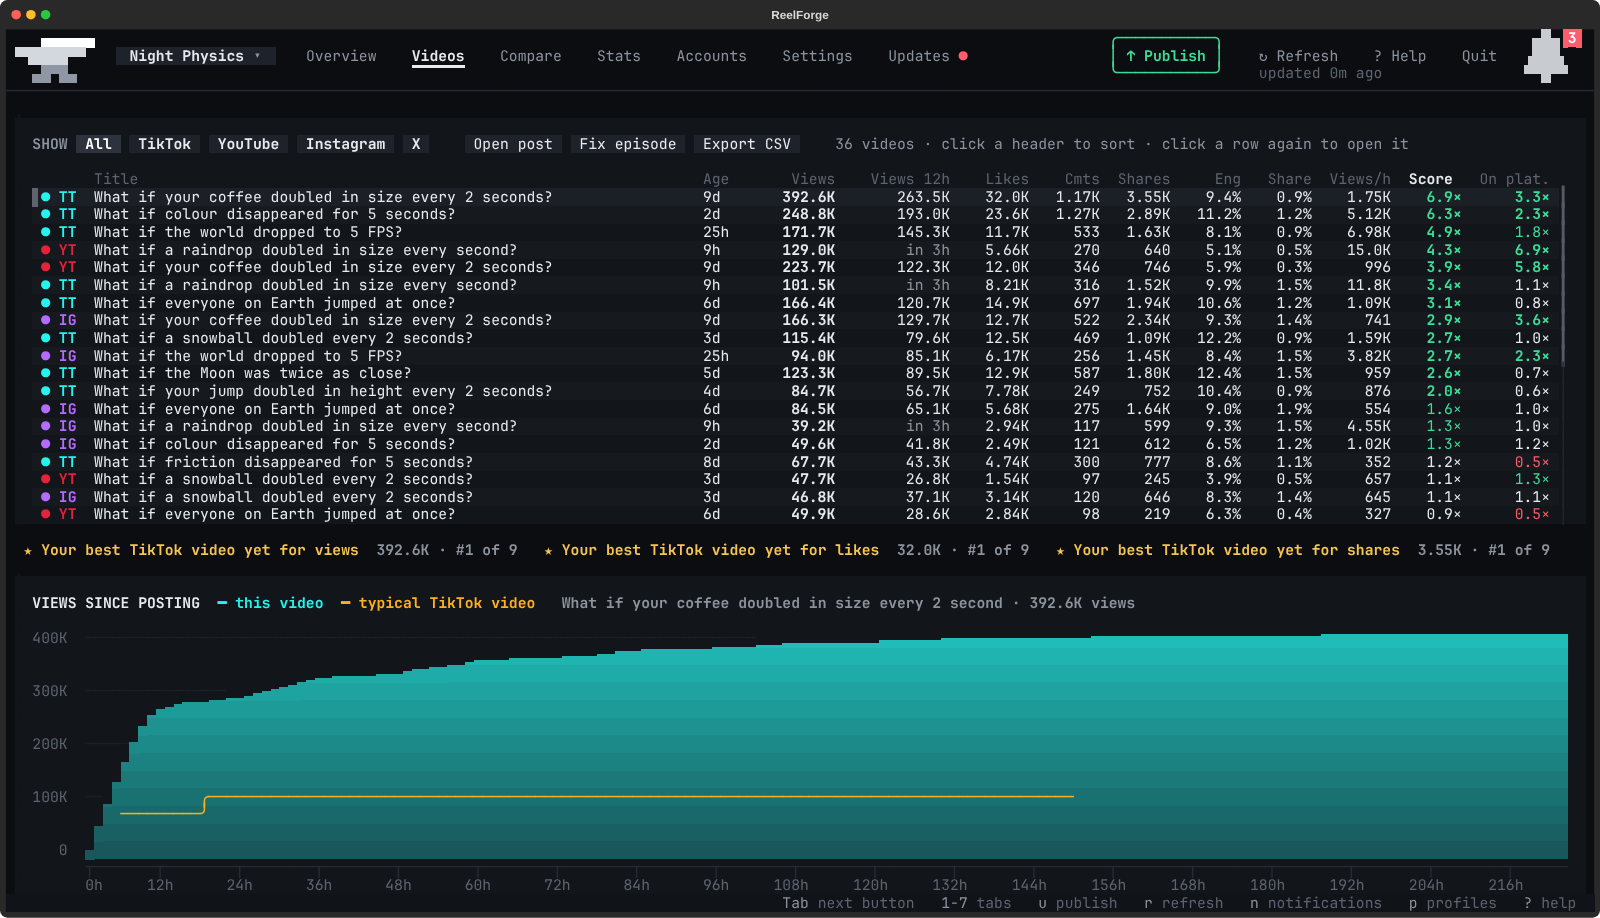 ReelForge
Night Physics ▾ Overview Videos Compare Stats Accounts Settings Updates ↑ Publish ↻ Refresh ? Help Quit 3
updated 0m ago
SHOW All TikTok YouTube Instagram X Open post Fix episode Export CSV 36 videos · click a header to sort · click a row again to open it
Title Age Views Views 12h Likes Cmts Shares Eng Share Views/h Score On plat.
TT What if your coffee doubled in size every 2 seconds? 9d 392.6K 263.5K 32.0K 1.17K 3.55K 9.4% 0.9% 1.75K 6.9× 3.3×
TT What if colour disappeared for 5 seconds? 2d 248.8K 193.0K 23.6K 1.27K 2.89K 11.2% 1.2% 5.12K 6.3× 2.3×
TT What if the world dropped to 5 FPS? 25h 171.7K 145.3K 11.7K 533 1.63K 8.1% 0.9% 6.98K 4.9× 1.8×
YT What if a raindrop doubled in size every second? 9h 129.0K in 3h 5.66K 270 640 5.1% 0.5% 15.0K 4.3× 6.9×
YT What if your coffee doubled in size every 2 seconds? 9d 223.7K 122.3K 12.0K 346 746 5.9% 0.3% 996 3.9× 5.8×
TT What if a raindrop doubled in size every second? 9h 101.5K in 3h 8.21K 316 1.52K 9.9% 1.5% 11.8K 3.4× 1.1×
TT What if everyone on Earth jumped at once? 6d 166.4K 120.7K 14.9K 697 1.94K 10.6% 1.2% 1.09K 3.1× 0.8×
IG What if your coffee doubled in size every 2 seconds? 9d 166.3K 129.7K 12.7K 522 2.34K 9.3% 1.4% 741 2.9× 3.6×
TT What if a snowball doubled every 2 seconds? 3d 115.4K 79.6K 12.5K 469 1.09K 12.2% 0.9% 1.59K 2.7× 1.0×
IG What if the world dropped to 5 FPS? 25h 94.0K 85.1K 6.17K 256 1.45K 8.4% 1.5% 3.82K 2.7× 2.3×
TT What if the Moon was twice as close? 5d 123.3K 89.5K 12.9K 587 1.80K 12.4% 1.5% 959 2.6× 0.7×
TT What if your jump doubled in height every 2 seconds? 4d 84.7K 56.7K 7.78K 249 752 10.4% 0.9% 876 2.0× 0.6×
IG What if everyone on Earth jumped at once? 6d 84.5K 65.1K 5.68K 275 1.64K 9.0% 1.9% 554 1.6× 1.0×
IG What if a raindrop doubled in size every second? 9h 39.2K in 3h 2.94K 117 599 9.3% 1.5% 4.55K 1.3× 1.0×
IG What if colour disappeared for 5 seconds? 2d 49.6K 41.8K 2.49K 121 612 6.5% 1.2% 1.02K 1.3× 1.2×
TT What if friction disappeared for 5 seconds? 8d 67.7K 43.3K 4.74K 300 777 8.6% 1.1% 352 1.2× 0.5×
YT What if a snowball doubled every 2 seconds? 3d 47.7K 26.8K 1.54K 97 245 3.9% 0.5% 657 1.1× 1.3×
IG What if a snowball doubled every 2 seconds? 3d 46.8K 37.1K 3.14K 120 646 8.3% 1.4% 645 1.1× 1.1×
YT What if everyone on Earth jumped at once? 6d 49.9K 28.6K 2.84K 98 219 6.3% 0.4% 327 0.9× 0.5×
★ Your best TikTok video yet for views 392.6K · #1 of 9 ★ Your best TikTok video yet for likes 32.0K · #1 of 9 ★ Your best TikTok video yet for shares 3.55K · #1 of 9
VIEWS SINCE POSTING — this video — typical TikTok video What if your coffee doubled in size every 2 second · 392.6K views
400K
300K
200K
100K
0
0h 12h 24h 36h 48h 60h 72h 84h 96h 108h 120h 132h 144h 156h 168h 180h 192h 204h 216h
Tab next button 1-7 tabs u publish r refresh n notifications p profiles ? help